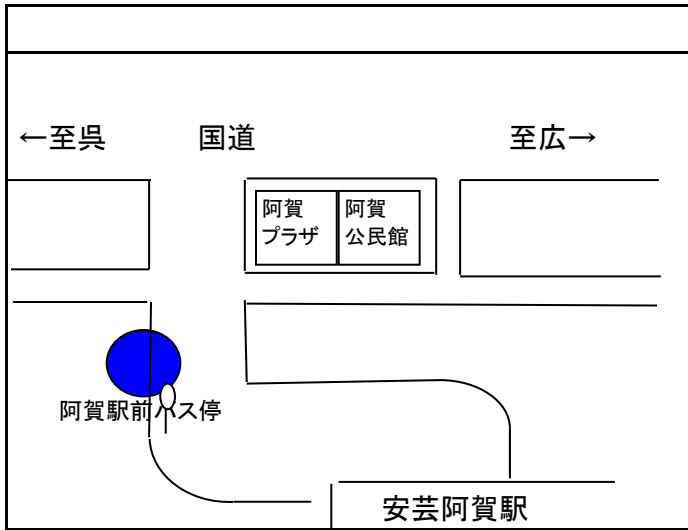 ←至呉
国道
至広→
阿賀
プラザ
阿賀
公民館
阿賀駅前バス停
安芸阿賀駅